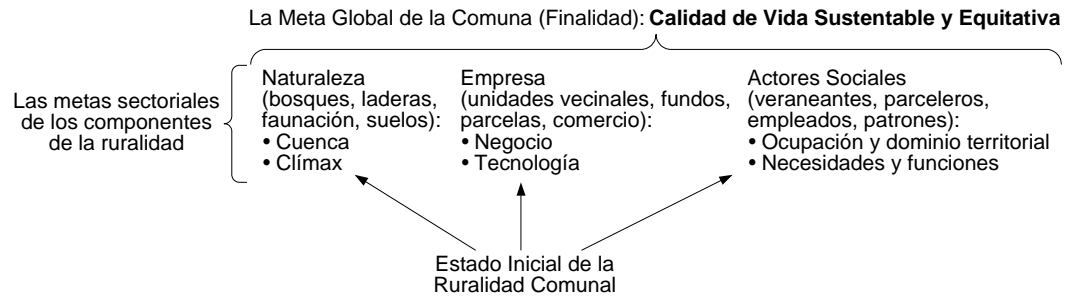 La Meta Global de la Comuna (Finalidad): Calidad de Vida Sustentable y Equitativa
Las metas sectoriales
de los componentes
de la ruralidad
Naturaleza
(bosques, laderas,
faunación, suelos):
• Cuenca
• Clímax
Empresa
(unidades vecinales, fundos,
parcelas, comercio):
• Negocio
• Tecnología
Actores Sociales
(veraneantes, parceleros,
empleados, patrones):
• Ocupación y dominio territorial
• Necesidades y funciones
Estado Inicial de la
Ruralidad Comunal